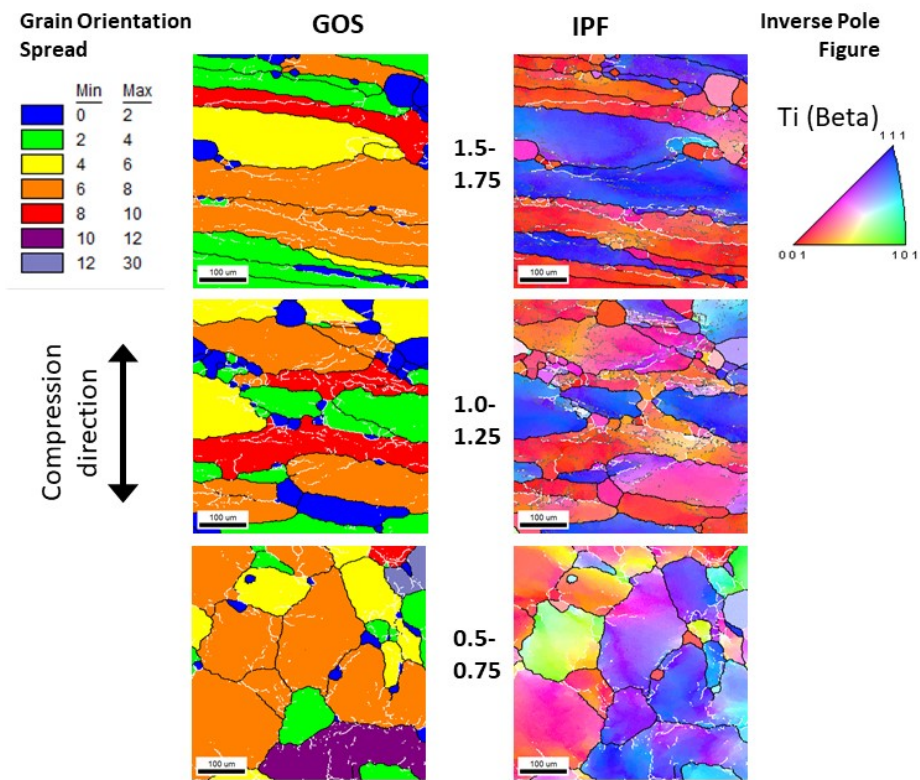 Grain Orientation
Spread
GOS
IPF
Inverse Pole
Figure
Min Max
0 2
2 4
4 6
6 8
8 10
10 12
12 30
Ti (Beta)
1 1 1
0 0 1
1 0 1
1.5-
1.75
100 um
100 um
Compression
direction
1.0-
1.25
100 um
100 um
0.5-
0.75
100 um
100 um